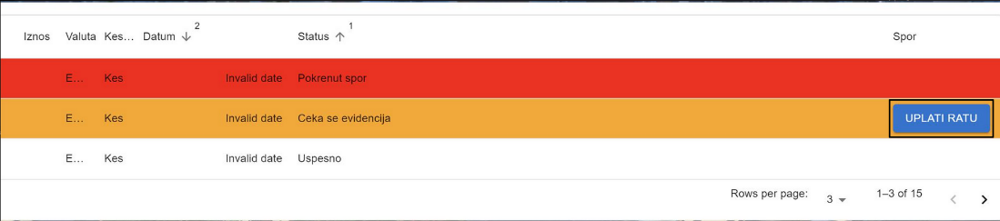 Iznos Valuta Kes... Datum 2 Status 1 Spor
E... Kes Invalid date Pokrenut spor
E... Kes Invalid date Ceka se evidencija UPLATI RATU
E... Kes Invalid date Uspesno
Rows per page: 3 1–3 of 15